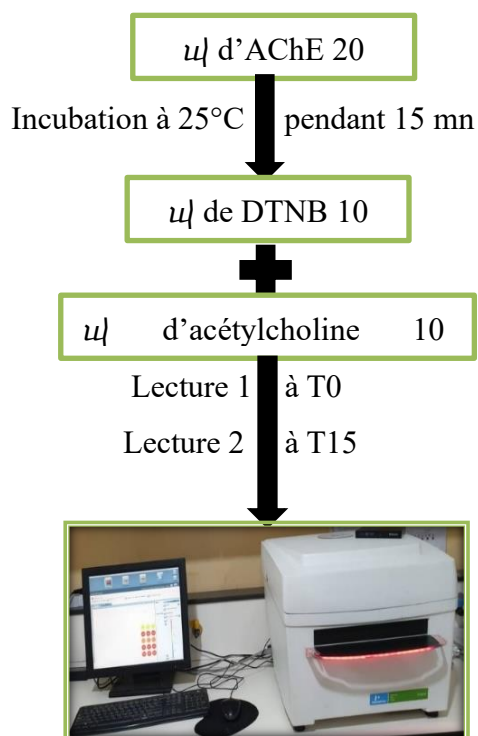 µl d’AChE 20
Incubation à 25°C pendant 15 mn
µl de DTNB 10
µl d’acétylcholine 10
Lecture 1 à T0
Lecture 2 à T15